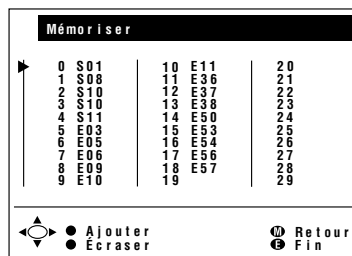 Mémoriser
0 S01 10 E11 20
1 S08 11 E36 21
2 S10 12 E37 22
3 S10 13 E38 23
4 S11 14 E50 24
5 E03 15 E53 25
6 E05 16 E54 26
7 E06 17 E56 27
8 E09 18 E57 28
9 E10 19 29
Ajouter M Retour
Écraser E Fin